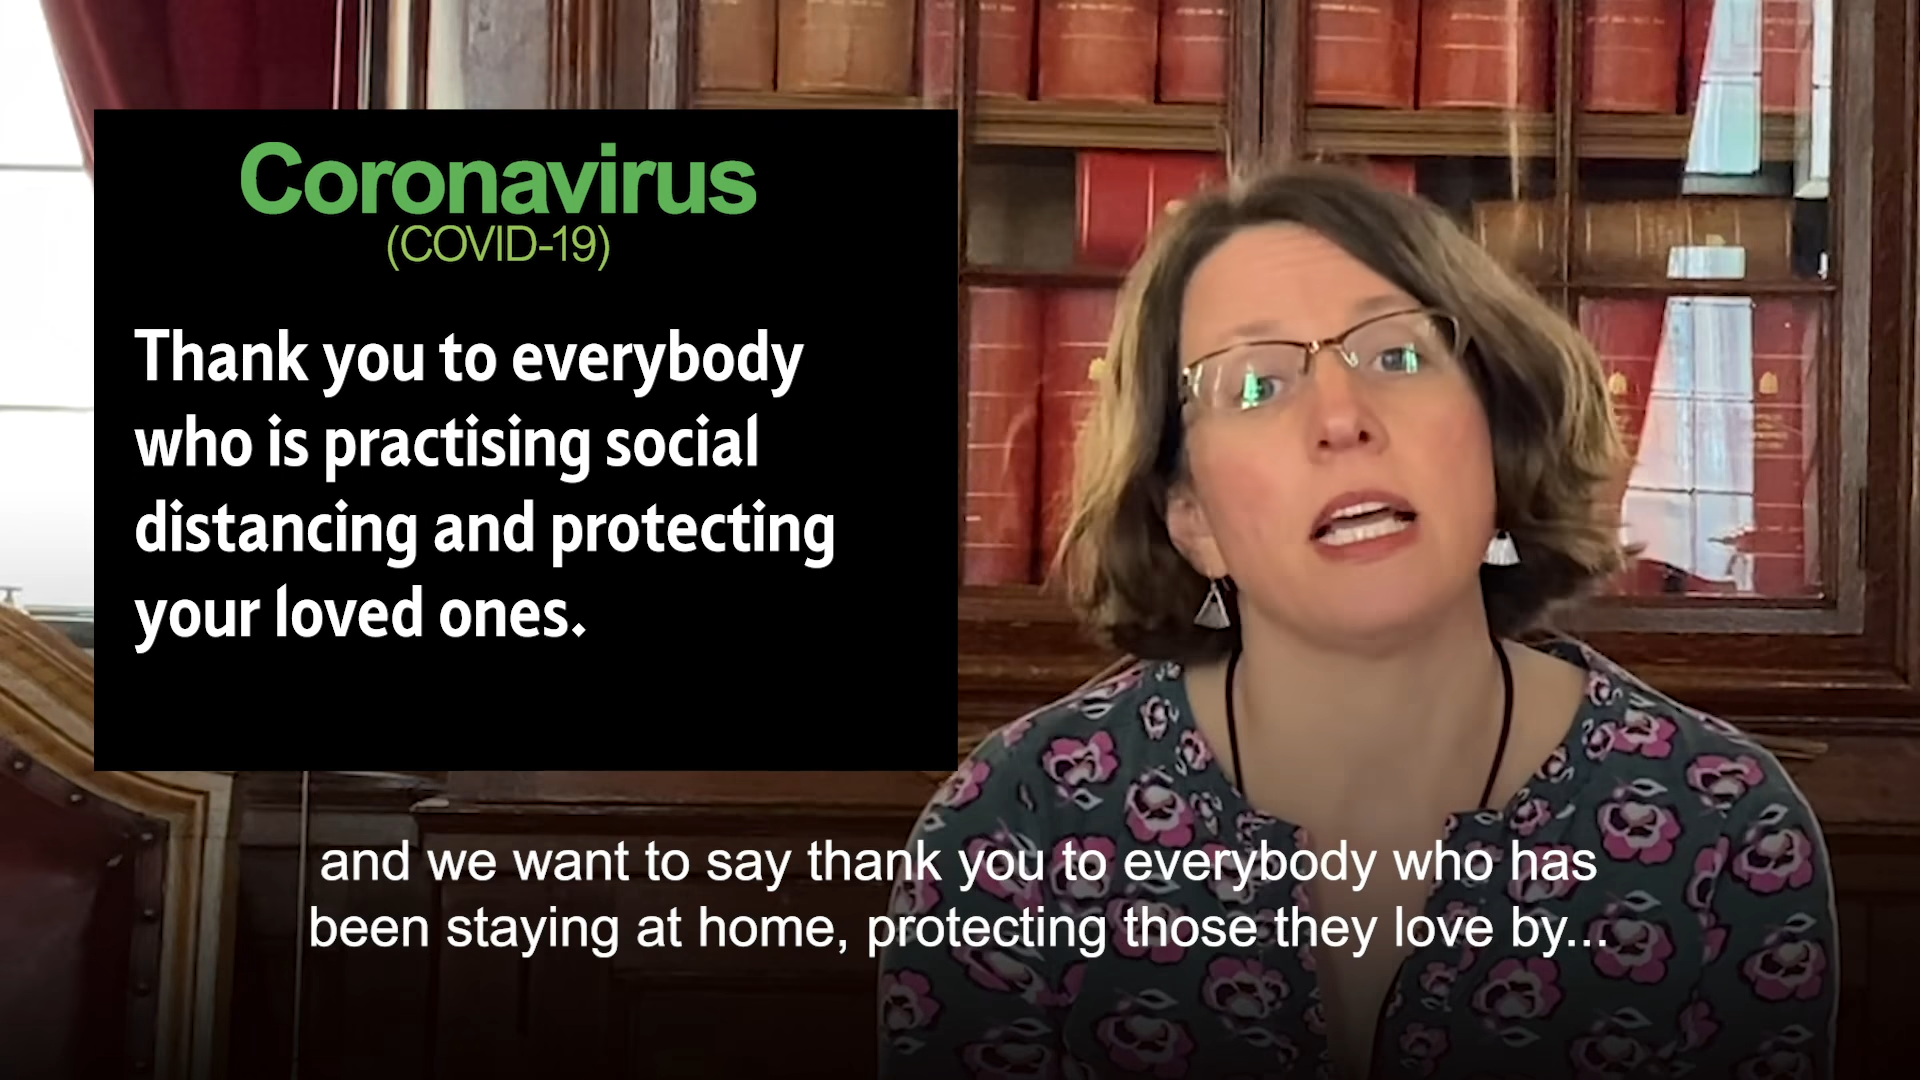 Coronavirus
(COVID-19)
Thank you to everybody
who is practising social
distancing and protecting
your loved ones.
and we want to say thank you to everybody who has
been staying at home, protecting those they love by...